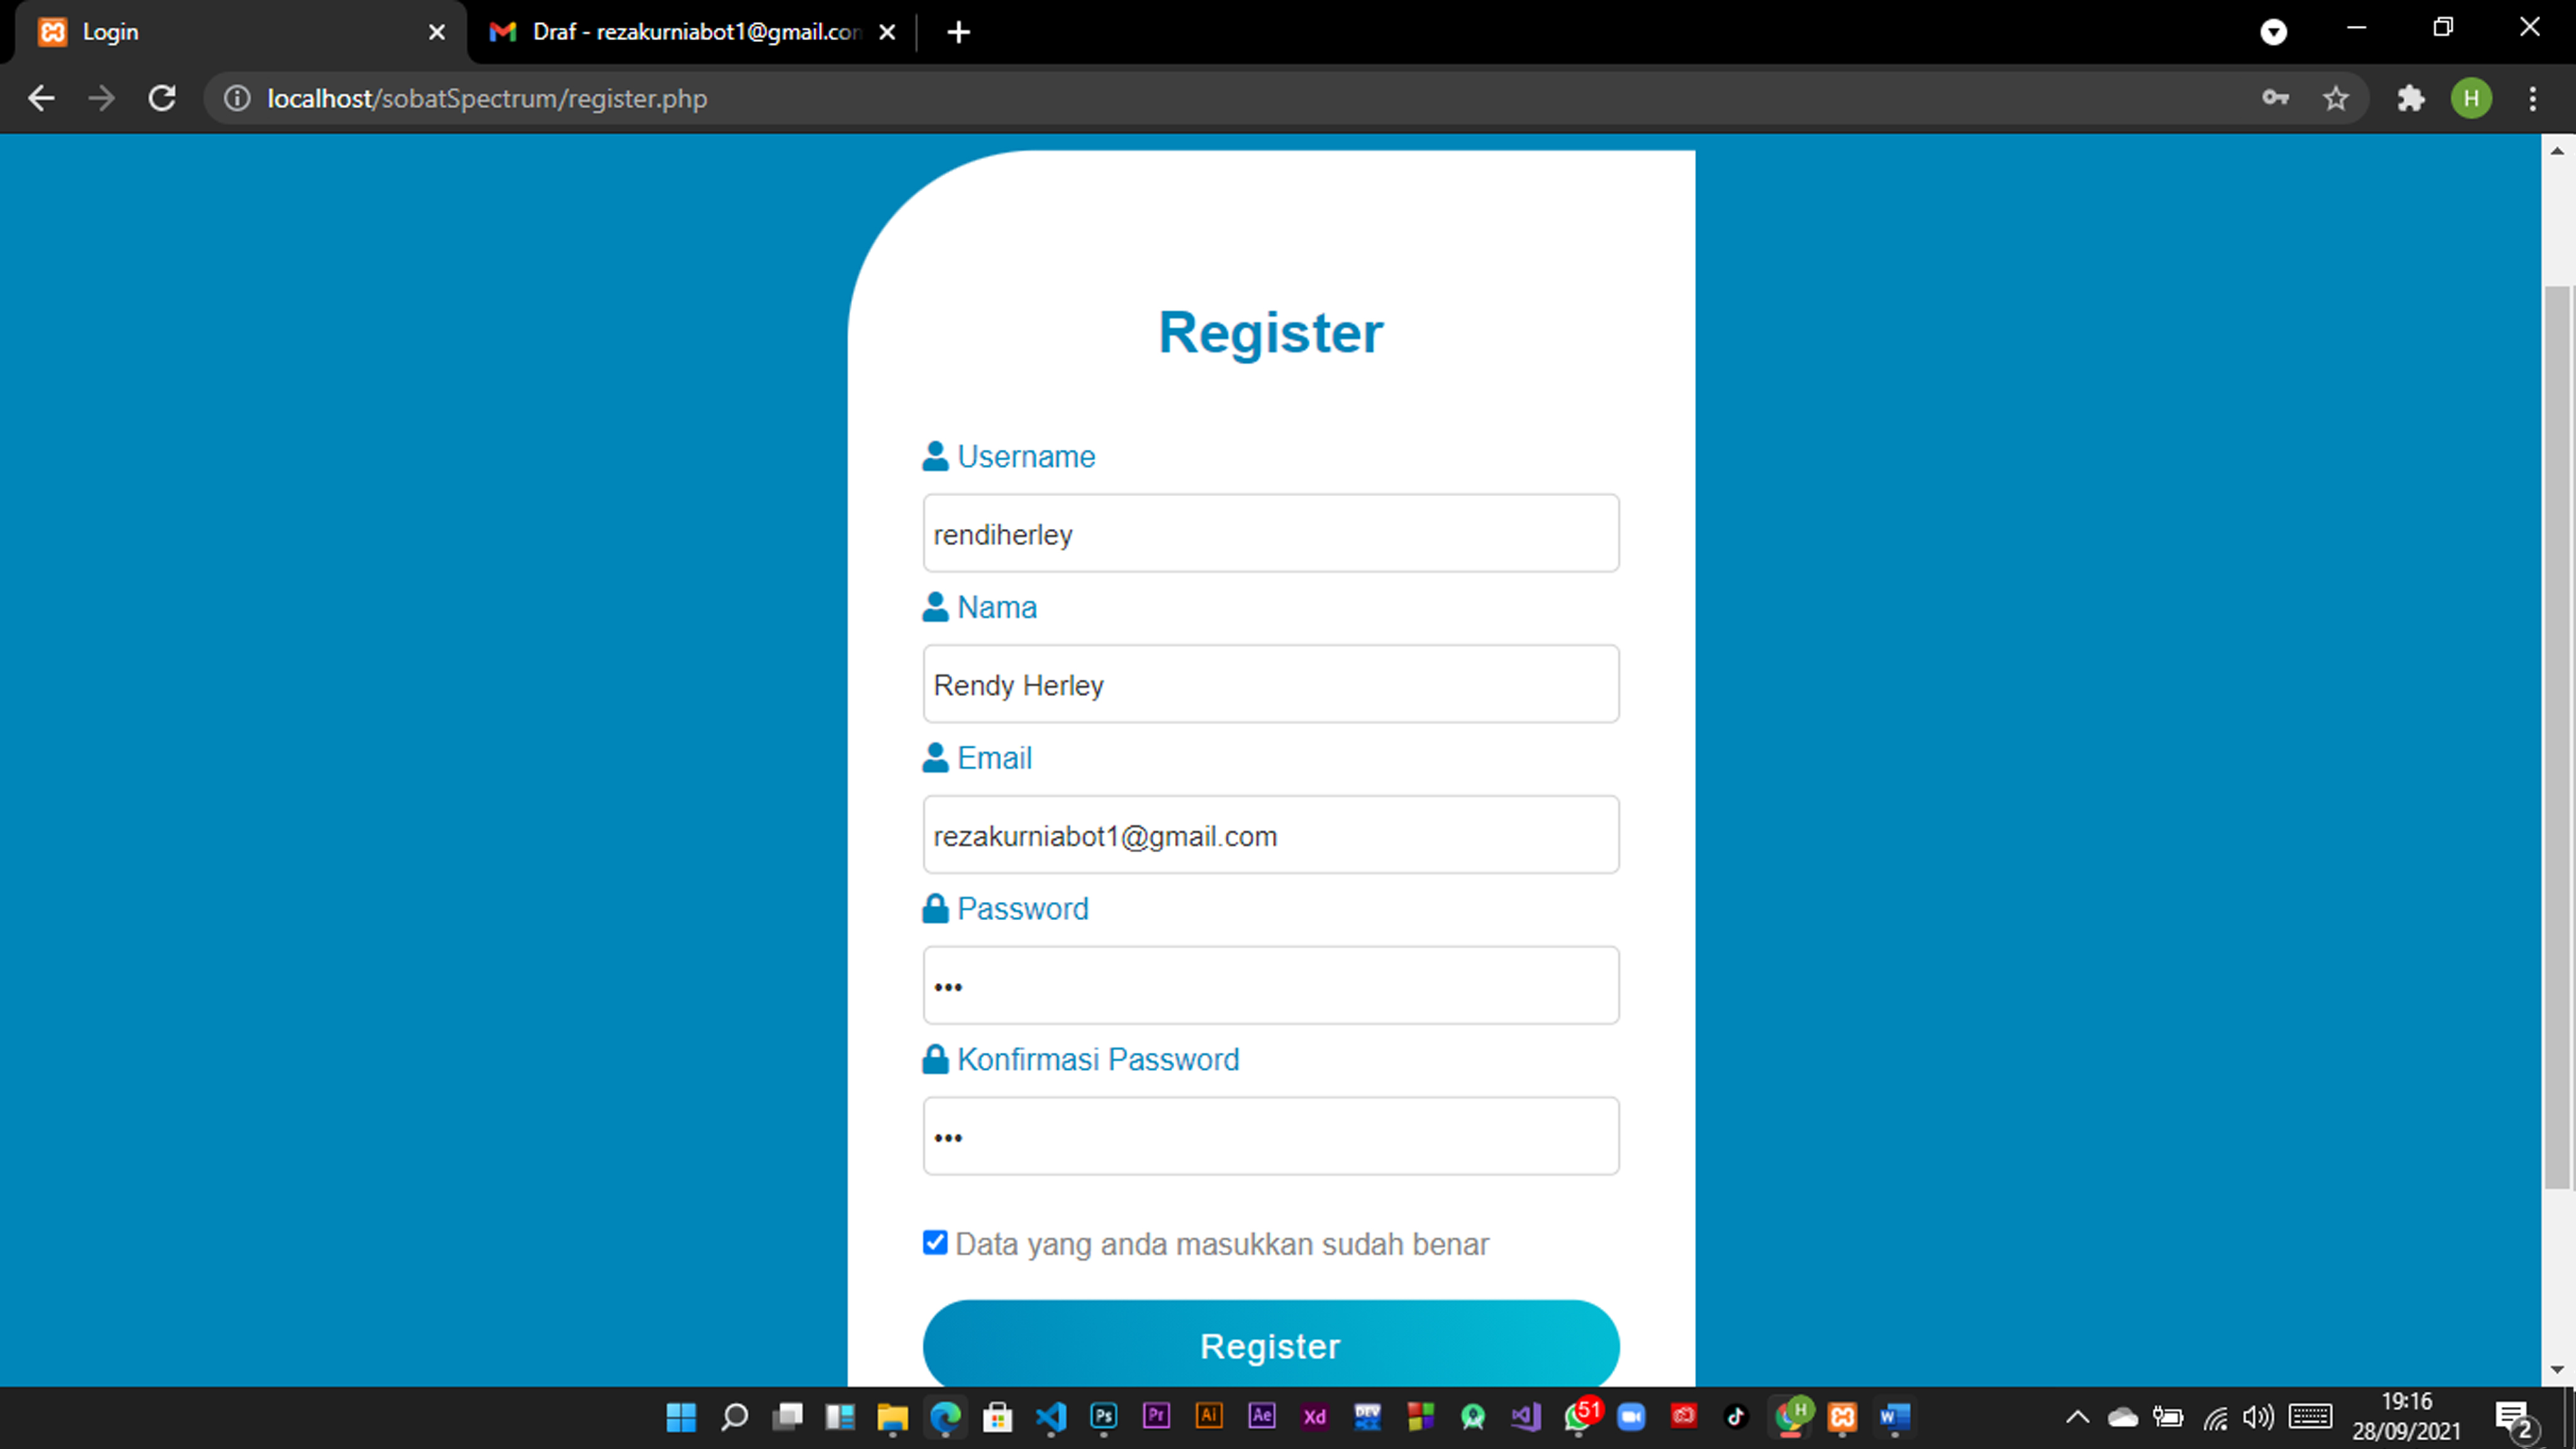 Login
Draf - rezakurniabot1@gmail.con
localhost/sobatSpectrum/register.php
H
Register
Username
rendiherley
Nama
Rendy Herley
Email
rezakurniabot1@gmail.com
Password
•••
Konfirmasi Password
•••
Data yang anda masukkan sudah benar
Register
Ps
Pr
Ai
Ae
Xd
DEV
51
H
W
19:16
28/09/2021
2